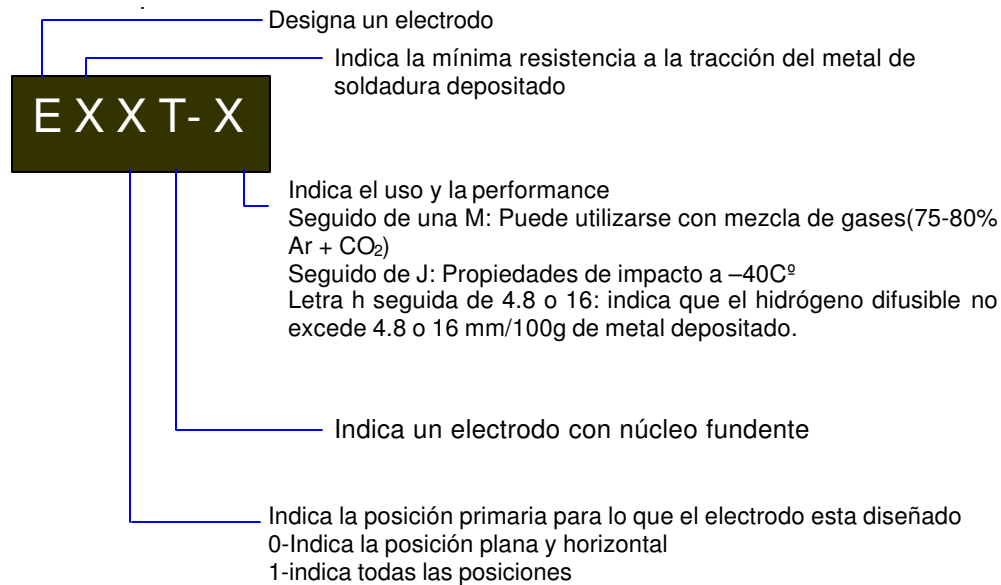 Designa un electrodo
Indica la mínima resistencia a la tracción del metal de
soldadura depositado
E X X T- X
Indica el uso y la performance
Seguido de una M: Puede utilizarse con mezcla de gases(75-80%
Ar + CO₂)
Seguido de J: Propiedades de impacto a –40Cº
Letra h seguida de 4.8 o 16: indica que el hidrógeno difusible no
excede 4.8 o 16 mm/100g de metal depositado.
Indica un electrodo con núcleo fundente
Indica la posición primaria para lo que el electrodo esta diseñado
0-Indica la posición plana y horizontal
1-indica todas las posiciones